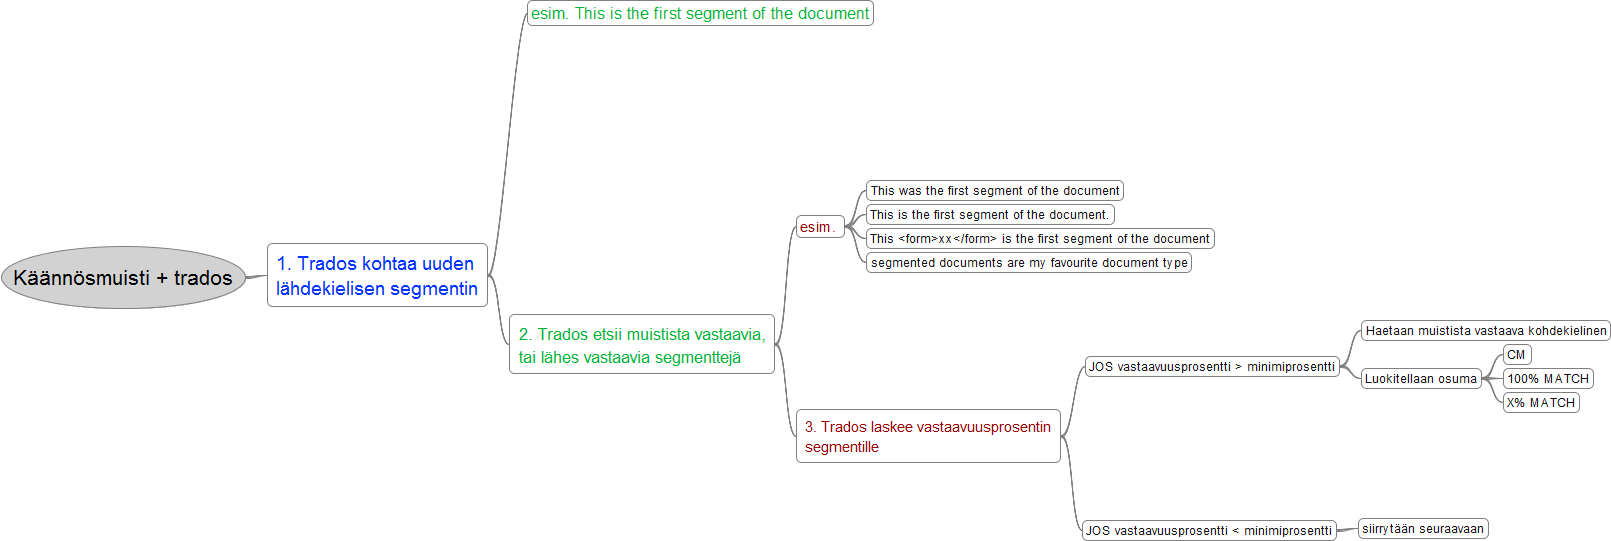 Käännösmuisti + trados
1. Trados kohtaa uuden
lähdekielisen segmentin
esim. This is the first segment of the document
2. Trados etsii muistista vastaavia,
tai lähes vastaavia segmenttejä
esim.
This was the first segment of the document
This is the first segment of the document.
This <form>xx</form> is the first segment of the document
segmented documents are my favourite document type
3. Trados laskee vastaavuusprosentin
segmentille
JOS vastaavuusprosentti > minimiprosentti
Haetaan muistista vastaava kohdekielinen
Luokitellaan osuma
CM
100% MATCH
X% MATCH
JOS vastaavuusprosentti < minimiprosentti
siirrytään seuraavaan